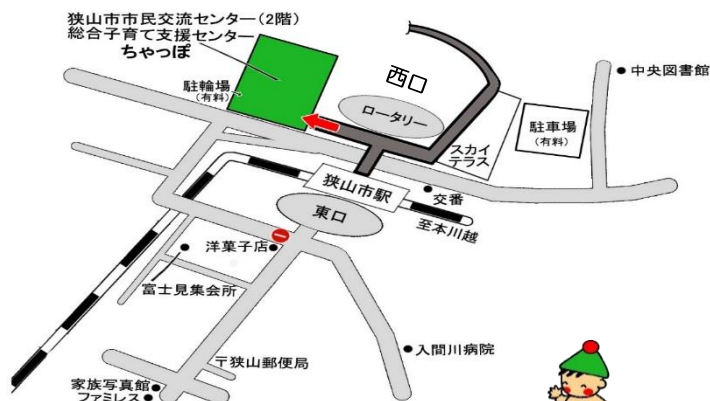 狭山市市民交流センター(2階)
総合子育て支援センター
ちゃっぽ
駐輪場
(有料)
西口
ロータリー
中央図書館
駐車場
(有料)
スカイ
テラス
狭山市駅
交番
東口
至本川越
洋菓子店
富士見集会所
入間川病院
〒狭山郵便局
家族写真館
ファミレス